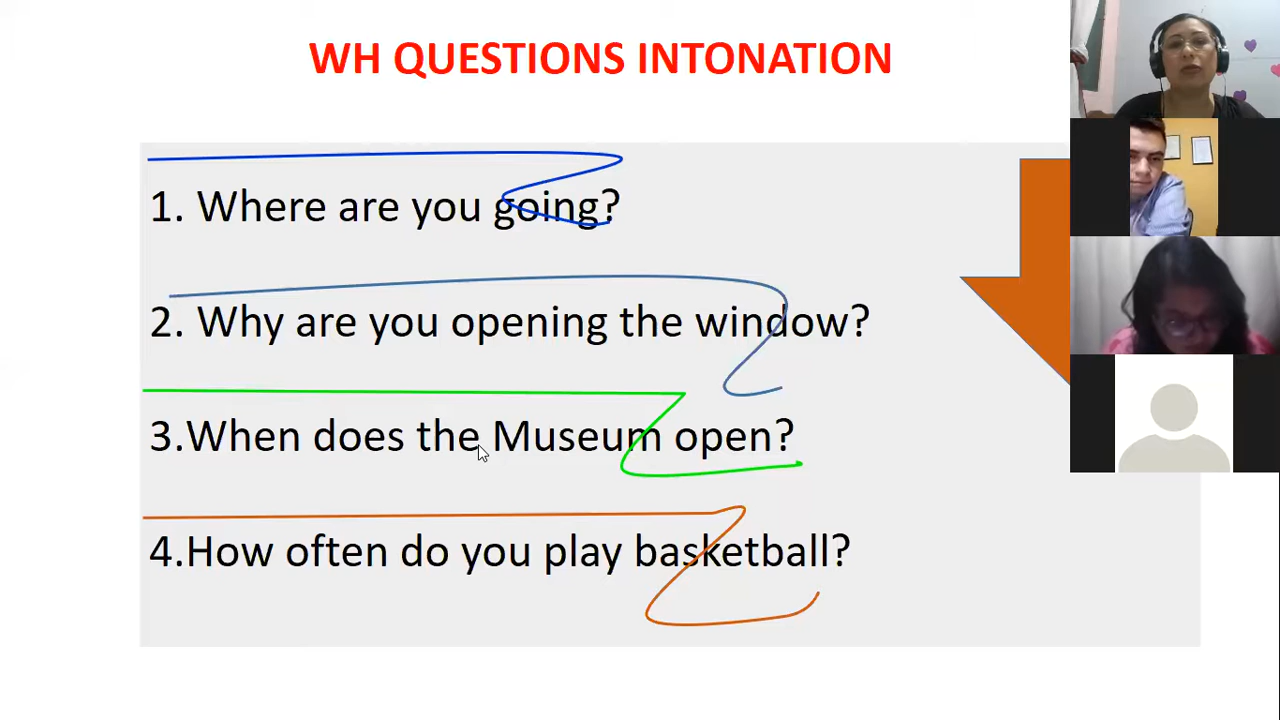 WH QUESTIONS INTONATION
1. Where are you going?
2. Why are you opening the window?
3.When does the Museum open?
4.How often do you play basketball?